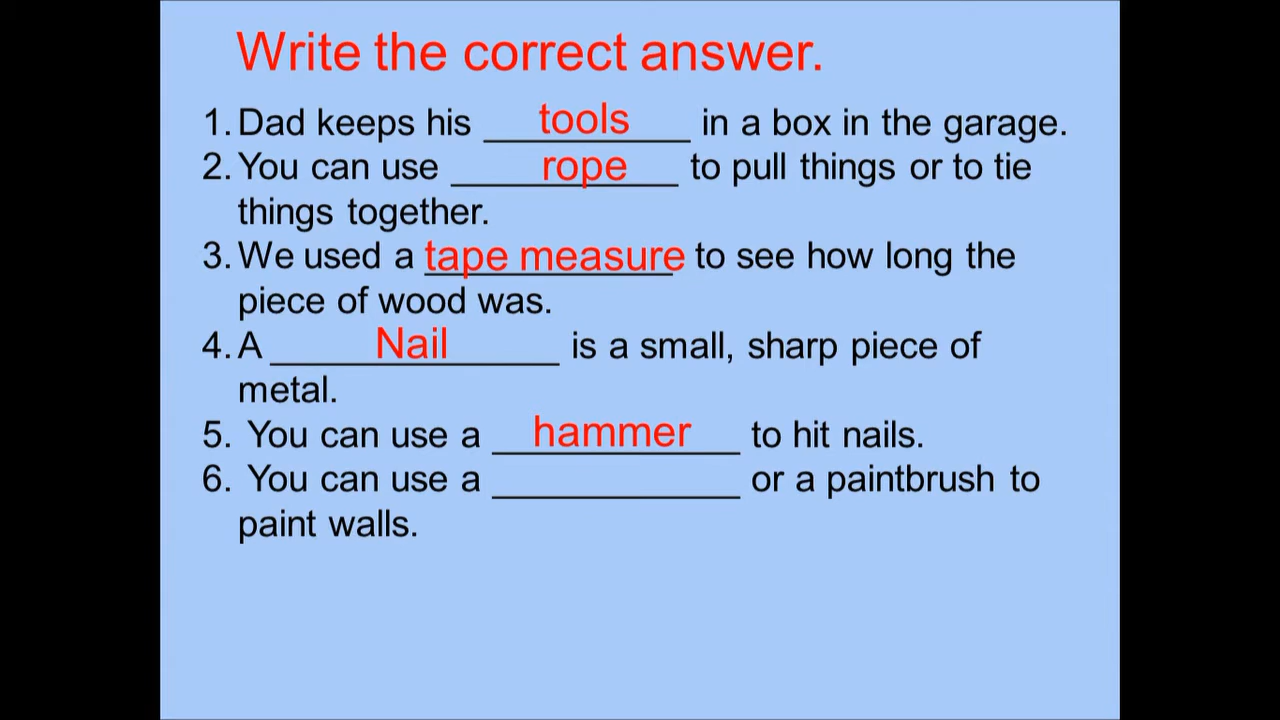 Write the correct answer.
1. Dad keeps his tools in a box in the garage.
2. You can use rope to pull things or to tie
things together.
3. We used a tape measure to see how long the
piece of wood was.
4. A Nail is a small, sharp piece of
metal.
5. You can use a hammer to hit nails.
6. You can use a ____________ or a paintbrush to
paint walls.